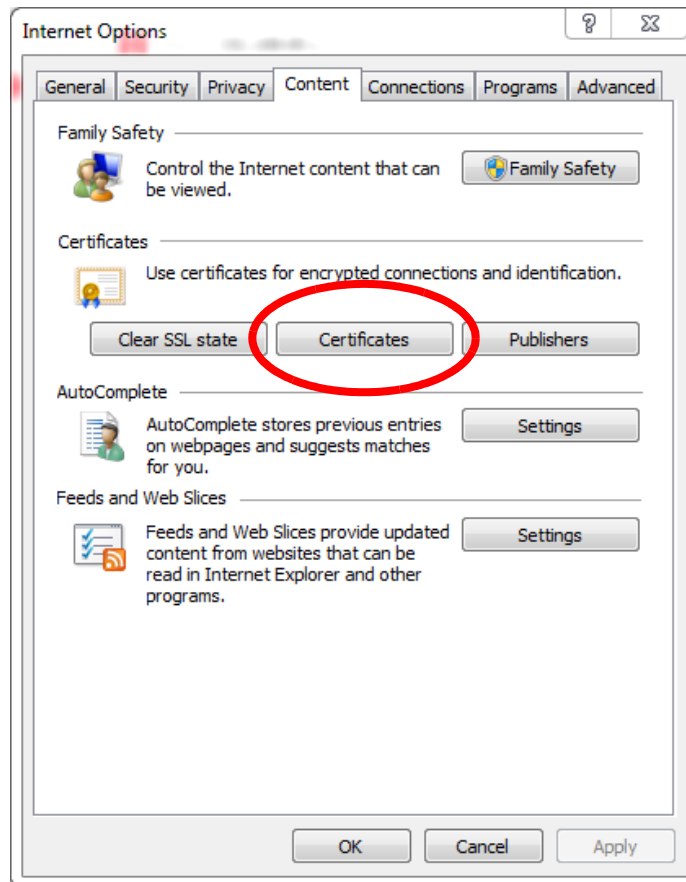 Internet Options
General Security Privacy Content Connections Programs Advanced
Family Safety
Control the Internet content that can
be viewed.
Family Safety
Certificates
Use certificates for encrypted connections and identification.
Clear SSL state Certificates Publishers
AutoComplete
AutoComplete stores previous entries
on webpages and suggests matches
for you.
Settings
Feeds and Web Slices
Feeds and Web Slices provide updated
content from websites that can be
read in Internet Explorer and other
programs.
Settings
OK Cancel Apply